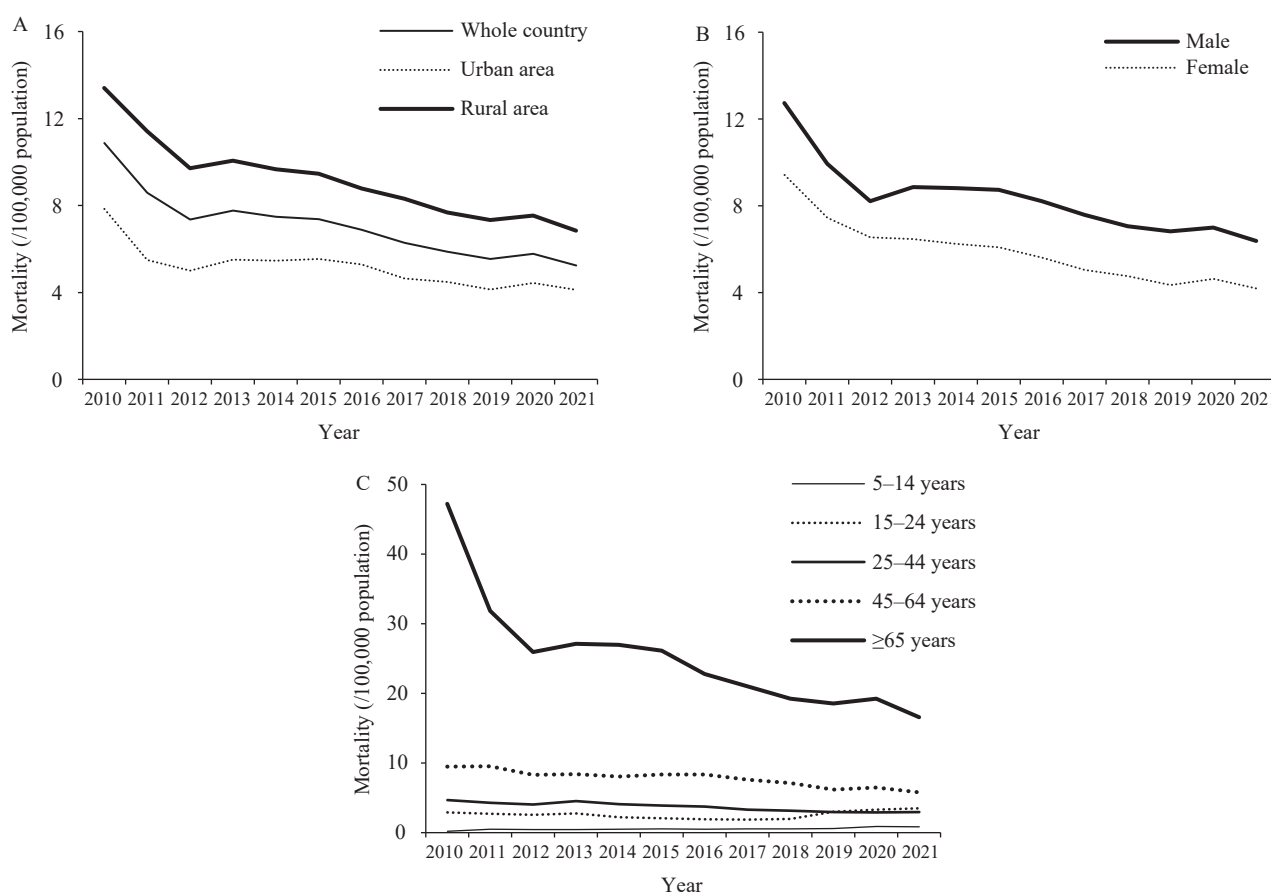 A
16
12
8
4
0
Mortality (/100,000 population)
Whole country
Urban area
Rural area
2010 2011 2012 2013 2014 2015 2016 2017 2018 2019 2020 2021
Year
B
16
12
8
4
0
Mortality (/100,000 population)
Male
Female
2010 2011 2012 2013 2014 2015 2016 2017 2018 2019 2020 202
Year
C
50
40
30
20
10
0
Mortality (/100,000 population)
5–14 years
15–24 years
25–44 years
45–64 years
≥65 years
2010 2011 2012 2013 2014 2015 2016 2017 2018 2019 2020 2021
Year